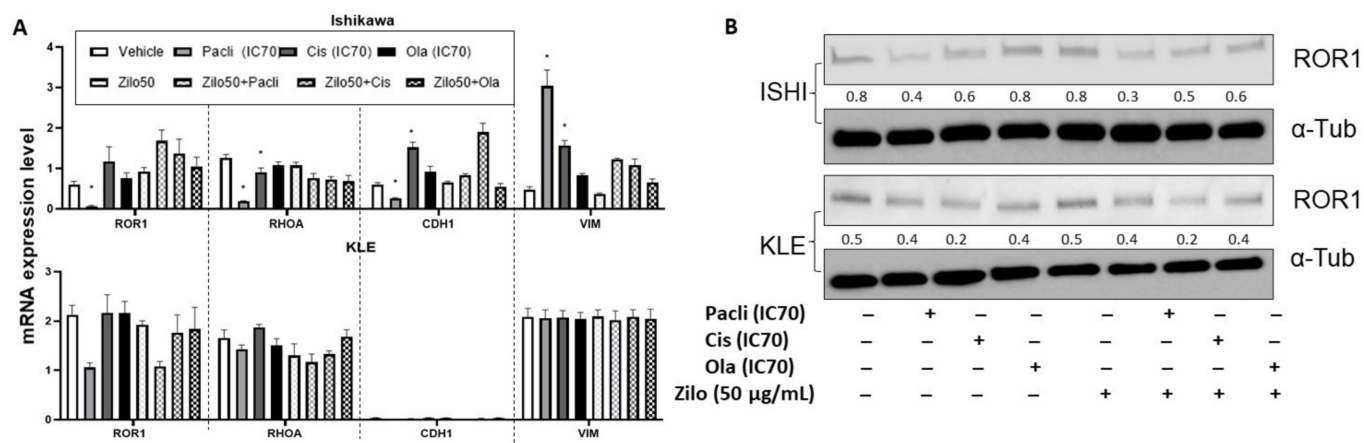 A
Ishikawa
Vehicle Pacli (IC70) Cis (IC70) Ola (IC70)
Zilo50 Zilo50+Pacli Zilo50+Cis Zilo50+Ola
mRNA expression level
4
3
2
1
0
* * * * * * *
ROR1 RHOA CDH1 VIM
KLE
3
2
1
0
ROR1 RHOA CDH1 VIM
B
ISHI
ROR1
0.8 0.4 0.6 0.8 0.8 0.3 0.5 0.6
α-Tub
KLE
ROR1
0.5 0.4 0.2 0.4 0.5 0.4 0.2 0.4
α-Tub
Pacli (IC70) – + – – – + – –
Cis (IC70) – – + – – – + –
Ola (IC70) – – – + – – – +
Zilo (50 µg/mL) – – – – + + + +